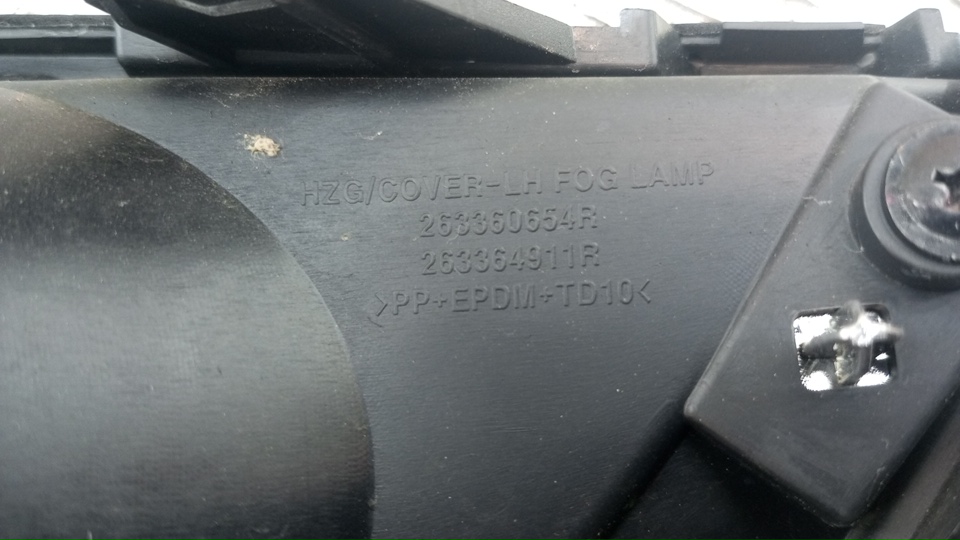 HZG/COVER-LH FOG LAMP
263360654R
263364911R
>PP+EPDM+TD10<